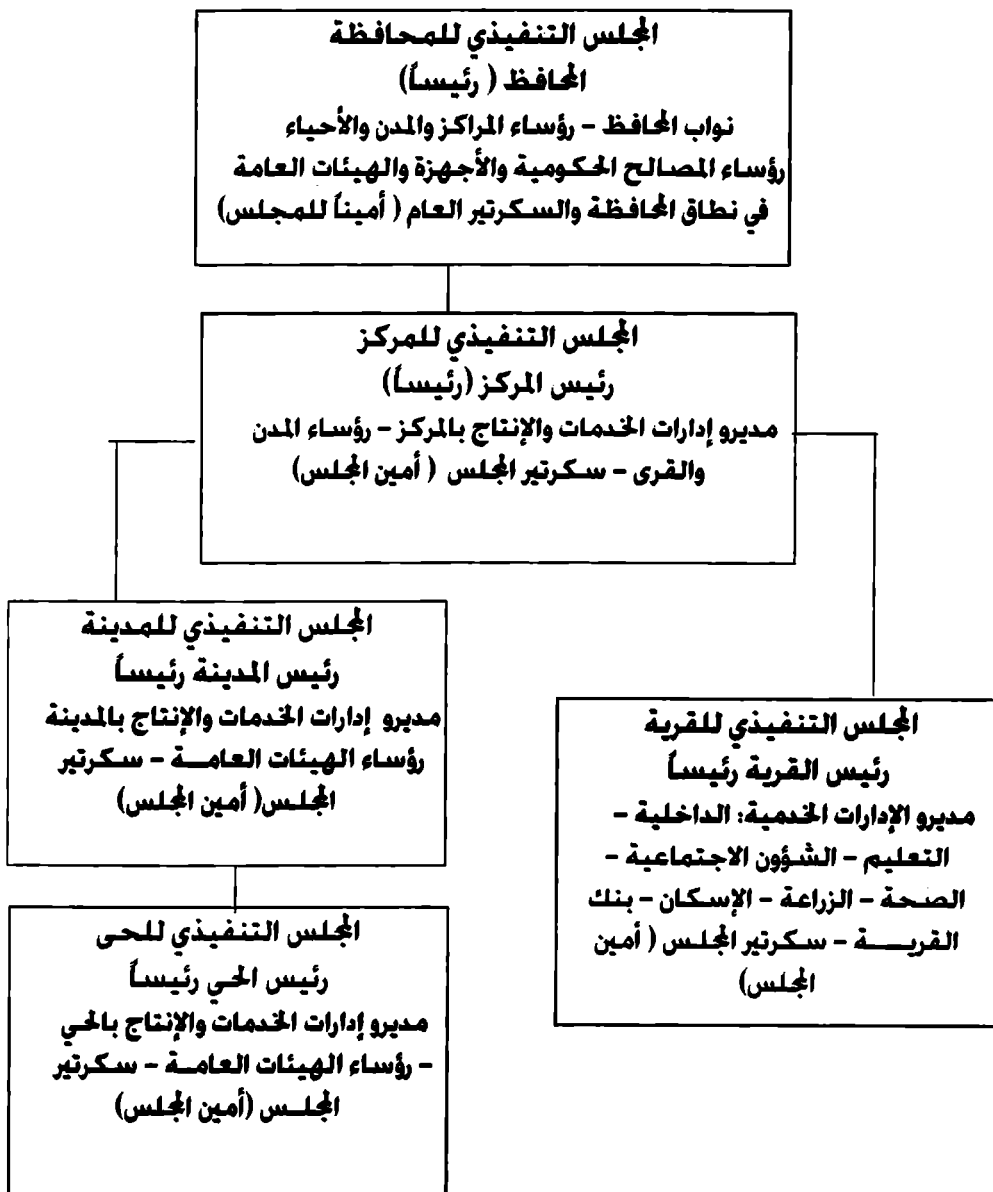 المجلس التنفيذي للمحافظة
المحافظ ( رئيساً)
نواب المحافظ – رؤساء المراكز والمدن والأحياء
رؤساء المصالح الحكومية والأجهزة والهيئات العامة
في نطاق المحافظة والسكرتير العام ( أميناً للمجلس)
المجلس التنفيذي للمركز
رئيس المركز (رئيساً)
مديرو إدارات الخدمات والإنتاج بالمركز – رؤساء المدن
والقرى – سكرتير المجلس ( أمين المجلس)
المجلس التنفيذي للمدينة
رئيس المدينة رئيساً
مديرو إدارات الخدمات والإنتاج بالمدينة
رؤساء الهيئات العامة – سكرتير
المجلس( أمين المجلس)
المجلس التنفيذي للقرية
رئيس القرية رئيساً
مديرو الإدارات الخدمية: الداخلية –
التعليم – الشؤون الاجتماعية –
الصحة – الزراعة – الإسكان – بنك
القرية – سكرتير المجلس ( أمين
المجلس)
المجلس التنفيذي للحى
رئيس الحي رئيساً
مديرو إدارات الخدمات والإنتاج بالحي
– رؤساء الهيئات العامة – سكرتير
المجلس (أمين المجلس)